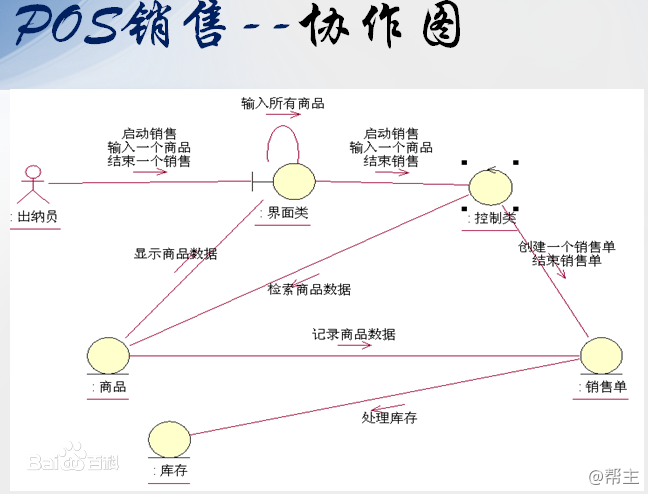 POS销售--协作图
输入所有商品
启动销售
输入一个商品
结束一个销售
启动销售
输入一个商品
结束销售
: 出纳员
: 界面类
: 控制类
显示商品数据
检索商品数据
创建一个销售单
结束销售单
记录商品数据
: 商品
: 销售单
处理库存
: 库存
Bai百科
@帮主